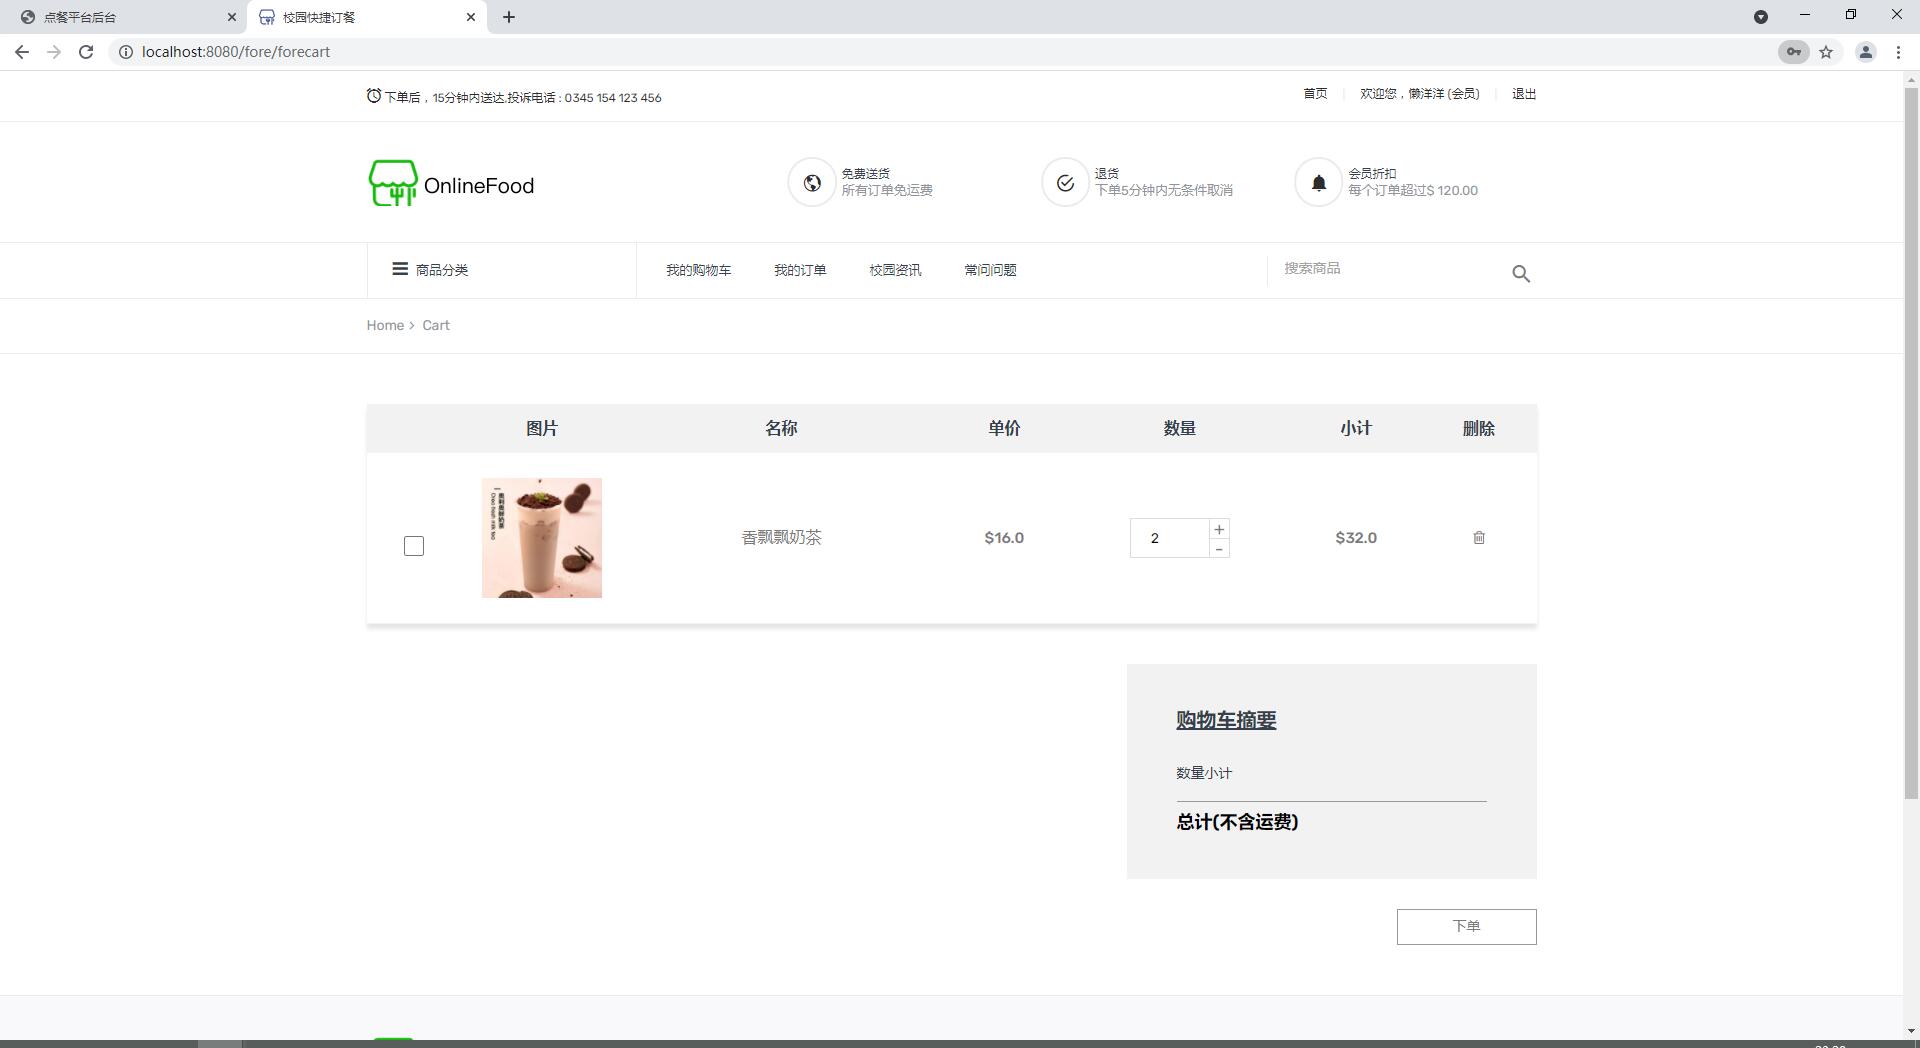 点餐平台后台
校园快捷订餐
localhost:8080/fore/forecart
下单后，15分钟内送达,投诉电话 : 0345 154 123 456
首页
欢迎您，懒洋洋 (会员)
退出
OnlineFood
免费送货
所有订单免运费
退货
下单5分钟内无条件取消
会员折扣
每个订单超过$ 120.00
商品分类
我的购物车
我的订单
校园资讯
常问问题
搜索商品
Home > Cart
图片
名称
单价
数量
小计
删除
香飘飘奶茶
$16.0
2
+
-
$32.0
购物车摘要
数量小计
总计(不含运费)
下单